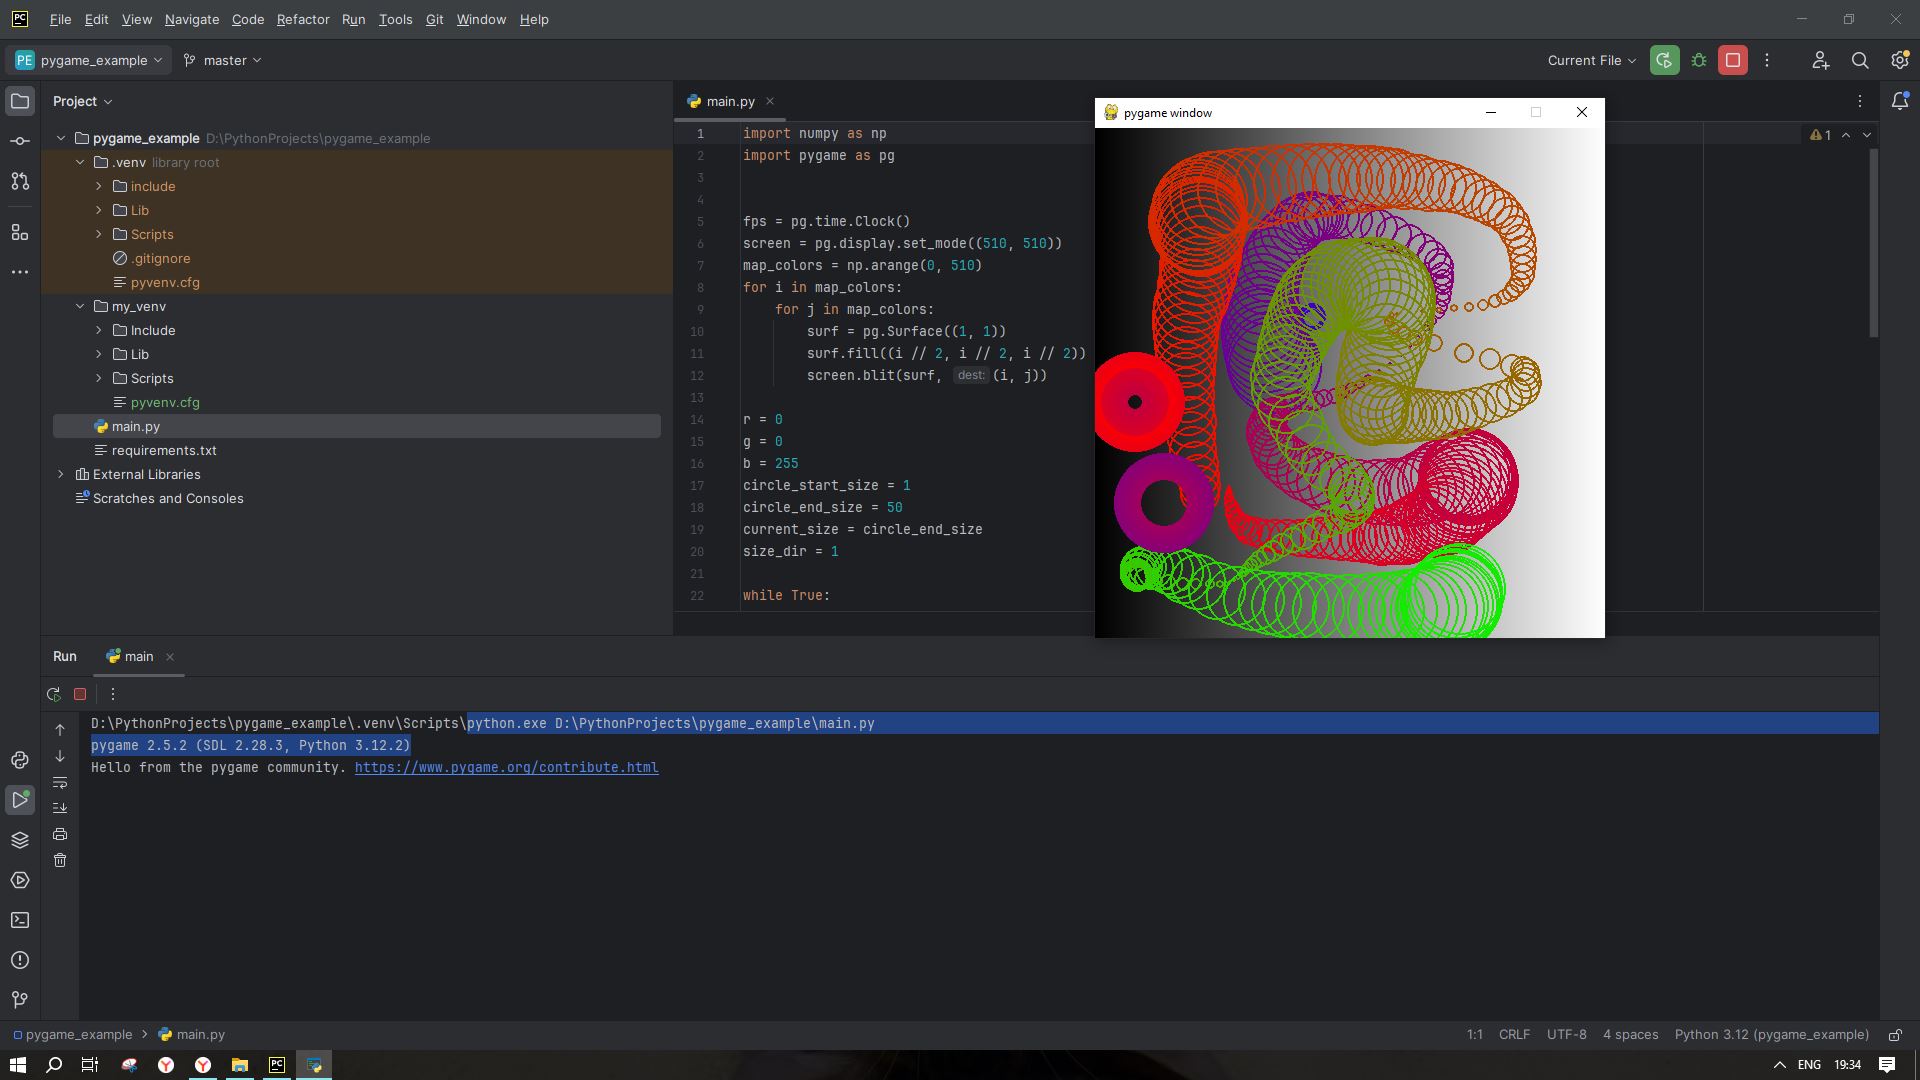 PC File Edit View Navigate Code Refactor Run Tools Git Window Help
PE pygame_example master Current File
Project
pygame_example D:\PythonProjects\pygame_example
.venv library root
include
Lib
Scripts
.gitignore
pyvenv.cfg
my_venv
Include
Lib
Scripts
pyvenv.cfg
main.py
requirements.txt
External Libraries
Scratches and Consoles
main.py
1 import numpy as np
2 import pygame as pg
3
4
5 fps = pg.time.Clock()
6 screen = pg.display.set_mode((510, 510))
7 map_colors = np.arange(0, 510)
8 for i in map_colors:
9 for j in map_colors:
10 surf = pg.Surface((1, 1))
11 surf.fill((i // 2, i // 2, i // 2))
12 screen.blit(surf, dest: (i, j))
13
14 r = 0
15 g = 0
16 b = 255
17 circle_start_size = 1
18 circle_end_size = 50
19 current_size = circle_end_size
20 size_dir = 1
21
22 while True:
pygame window
1
Run main
D:\PythonProjects\pygame_example\.venv\Scripts\python.exe D:\PythonProjects\pygame_example\main.py
pygame 2.5.2 (SDL 2.28.3, Python 3.12.2)
Hello from the pygame community. https://www.pygame.org/contribute.html
pygame_example main.py 1:1 CRLF UTF-8 4 spaces Python 3.12 (pygame_example)
PC ENG 19:34